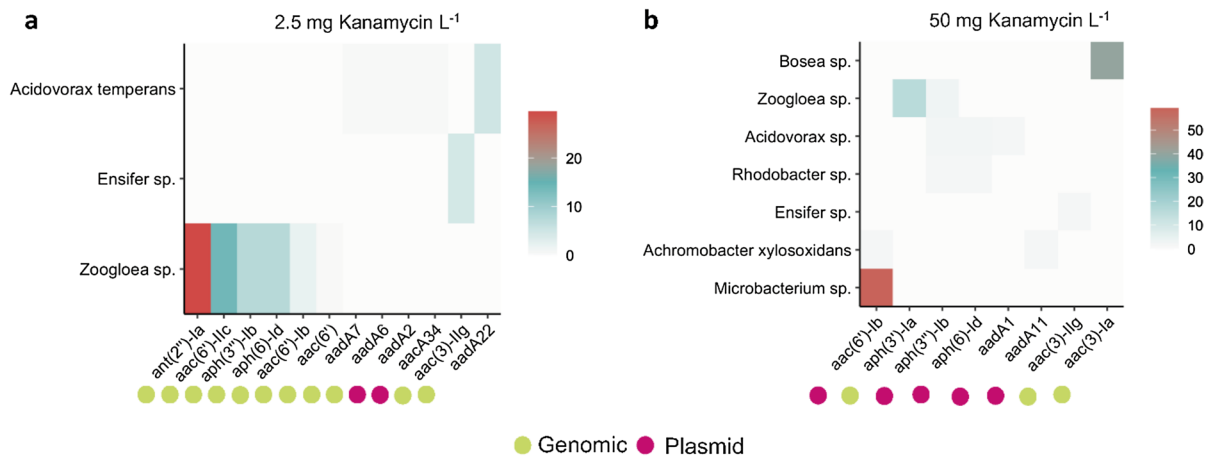 a
2.5 mg Kanamycin L-1
Acidovorax temperans
Ensifer sp.
Zoogloea sp.
20
10
0
ant(2")-Ia
aac(6')-IIc
aph(3")-Ib
aph(6)-Id
aac(6')-Ib
aac(6')
aadA7
aadA6
aadA2
aacA34
aac(3)-IIg
aadA22
b
50 mg Kanamycin L-1
Bosea sp.
Zoogloea sp.
Acidovorax sp.
Rhodobacter sp.
Ensifer sp.
Achromobacter xylosoxidans
Microbacterium sp.
50
40
30
20
10
0
aac(6')-Ib
aph(3')-Ia
aph(3")-Ib
aph(6)-Id
aadA1
aadA11
aac(3)-IIg
aac(3)-Ia
Genomic
Plasmid